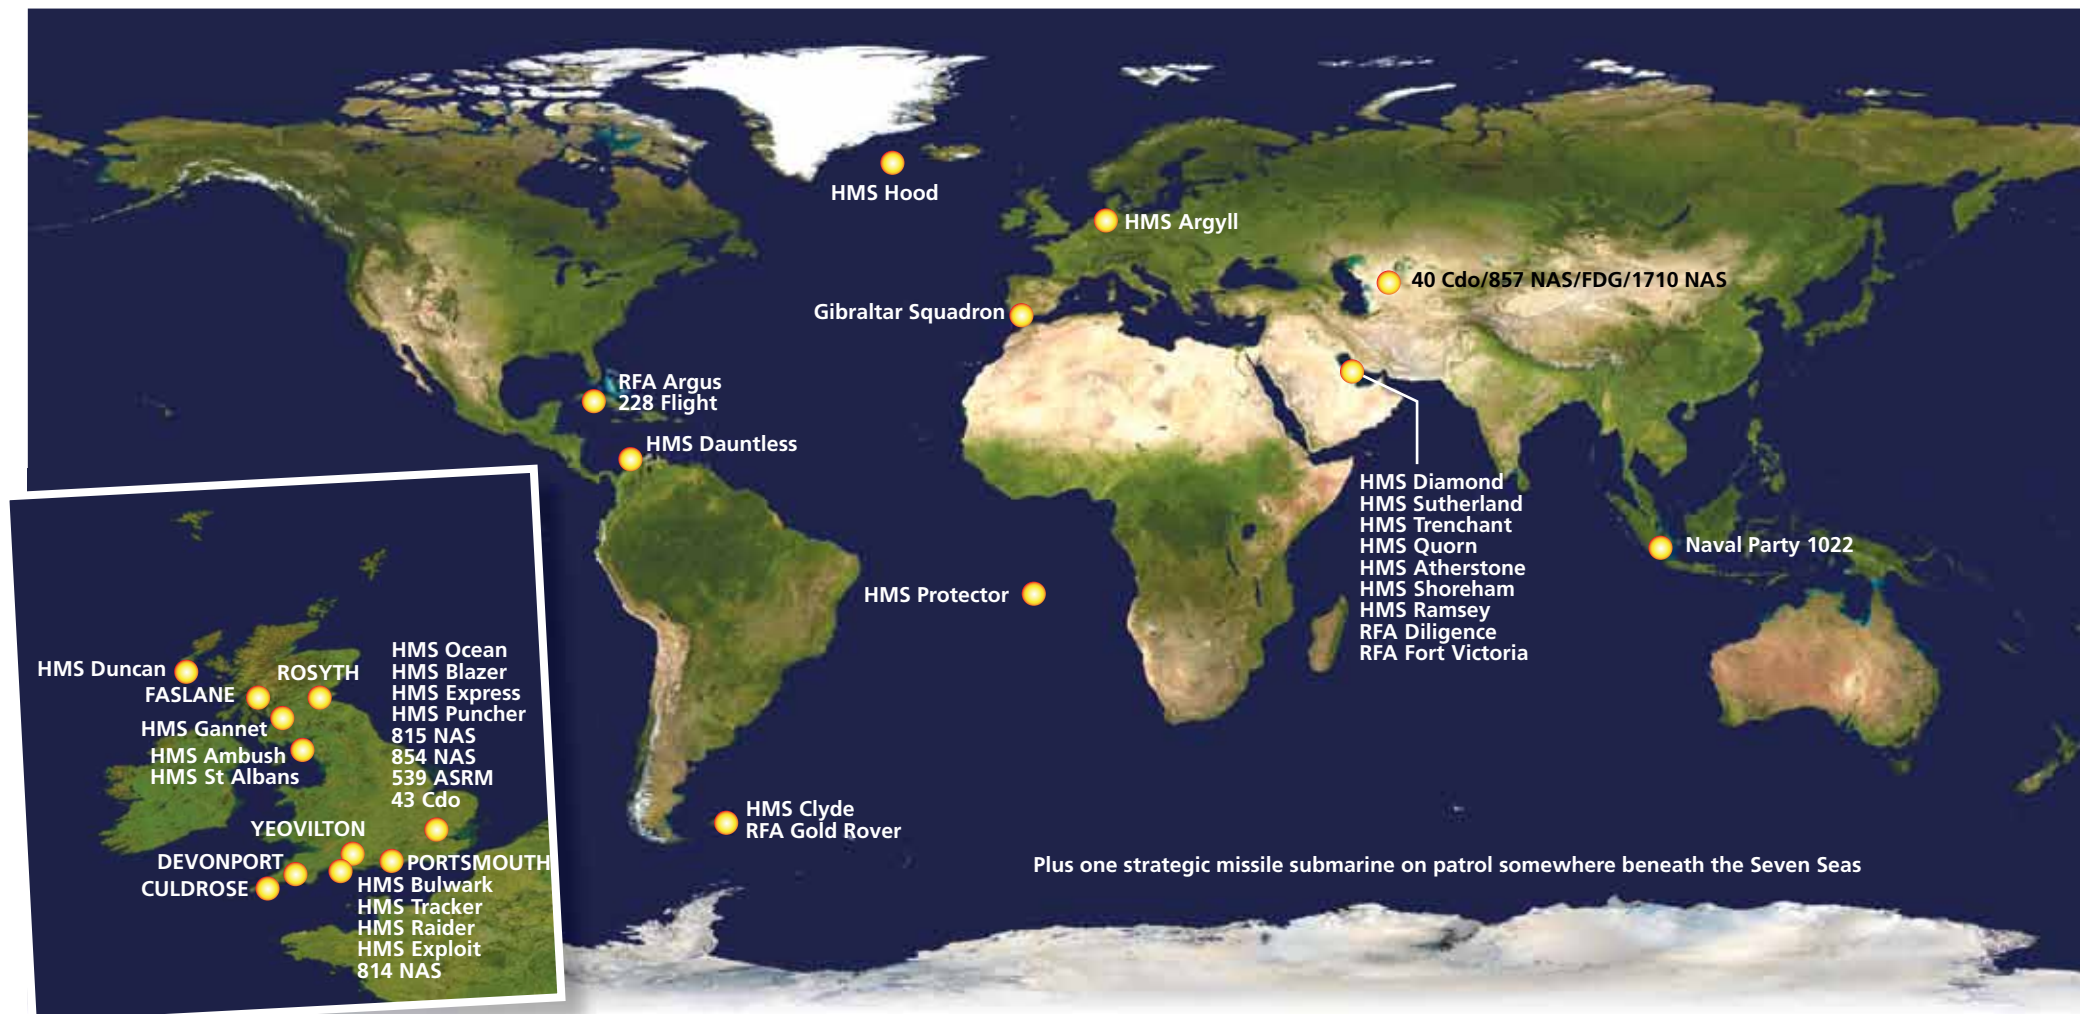 HMS Hood
HMS Argyll
40 Cdo/857 NAS/FDG/1710 NAS
Gibraltar Squadron
RFA Argus
228 Flight
HMS Dauntless
HMS Diamond
HMS Sutherland
HMS Trenchant
HMS Quorn
HMS Atherstone
HMS Shoreham
HMS Ramsey
RFA Diligence
RFA Fort Victoria
Naval Party 1022
HMS Protector
HMS Clyde
RFA Gold Rover
Plus one strategic missile submarine on patrol somewhere beneath the Seven Seas
HMS Duncan
FASLANE
ROSYTH
HMS Gannet
HMS Ambush
HMS St Albans
HMS Ocean
HMS Blazer
HMS Express
HMS Puncher
815 NAS
854 NAS
539 ASRM
43 Cdo
YEOVILTON
DEVONPORT
CULDROSE
PORTSMOUTH
HMS Bulwark
HMS Tracker
HMS Raider
HMS Exploit
814 NAS